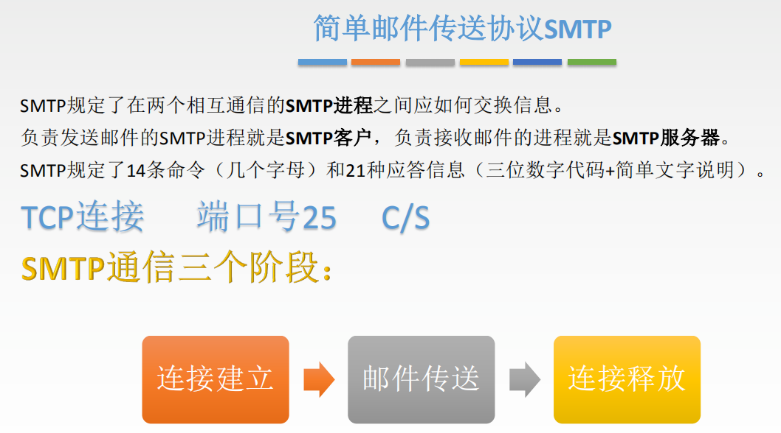 简单邮件传送协议SMTP
SMTP规定了在两个相互通信的SMTP进程之间应如何交换信息。
负责发送邮件的SMTP进程就是SMTP客户，负责接收邮件的进程就是SMTP服务器。
SMTP规定了14条命令（几个字母）和21种应答信息（三位数字代码+简单文字说明）。
TCP连接 端口号25 C/S
SMTP通信三个阶段：
连接建立 邮件传送 连接释放